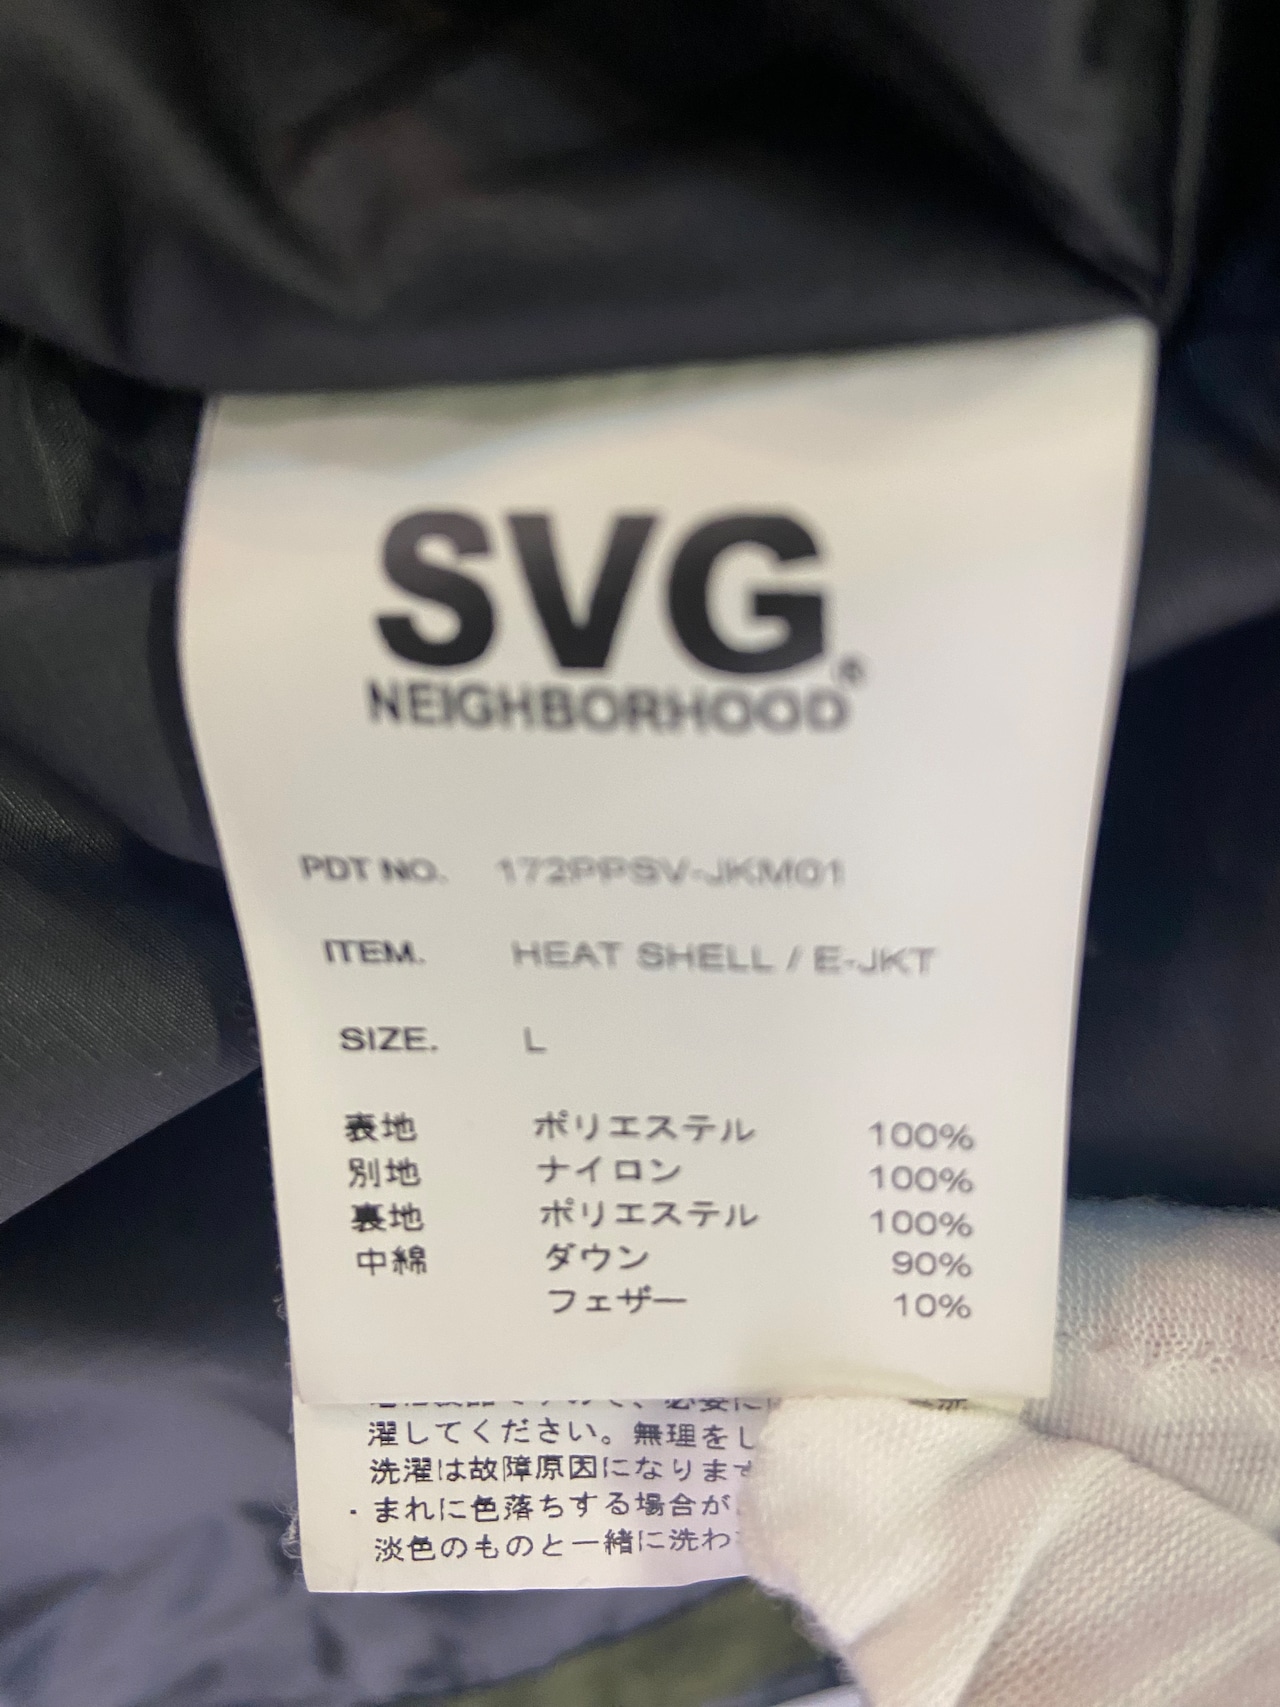 SVG®
NEIGHBORHOOD
PDT NO. 172PPSV-JKM01
ITEM. HEAT SHELL / E-JKT
SIZE. L
表地 ポリエステル 100%
別地 ナイロン 100%
裏地 ポリエステル 100%
中綿 ダウン 90%
フェザー 10%
濯してください。無理をし
洗濯は故障原因になります
・まれに色落ちする場合が
淡色のものと一緒に洗わ